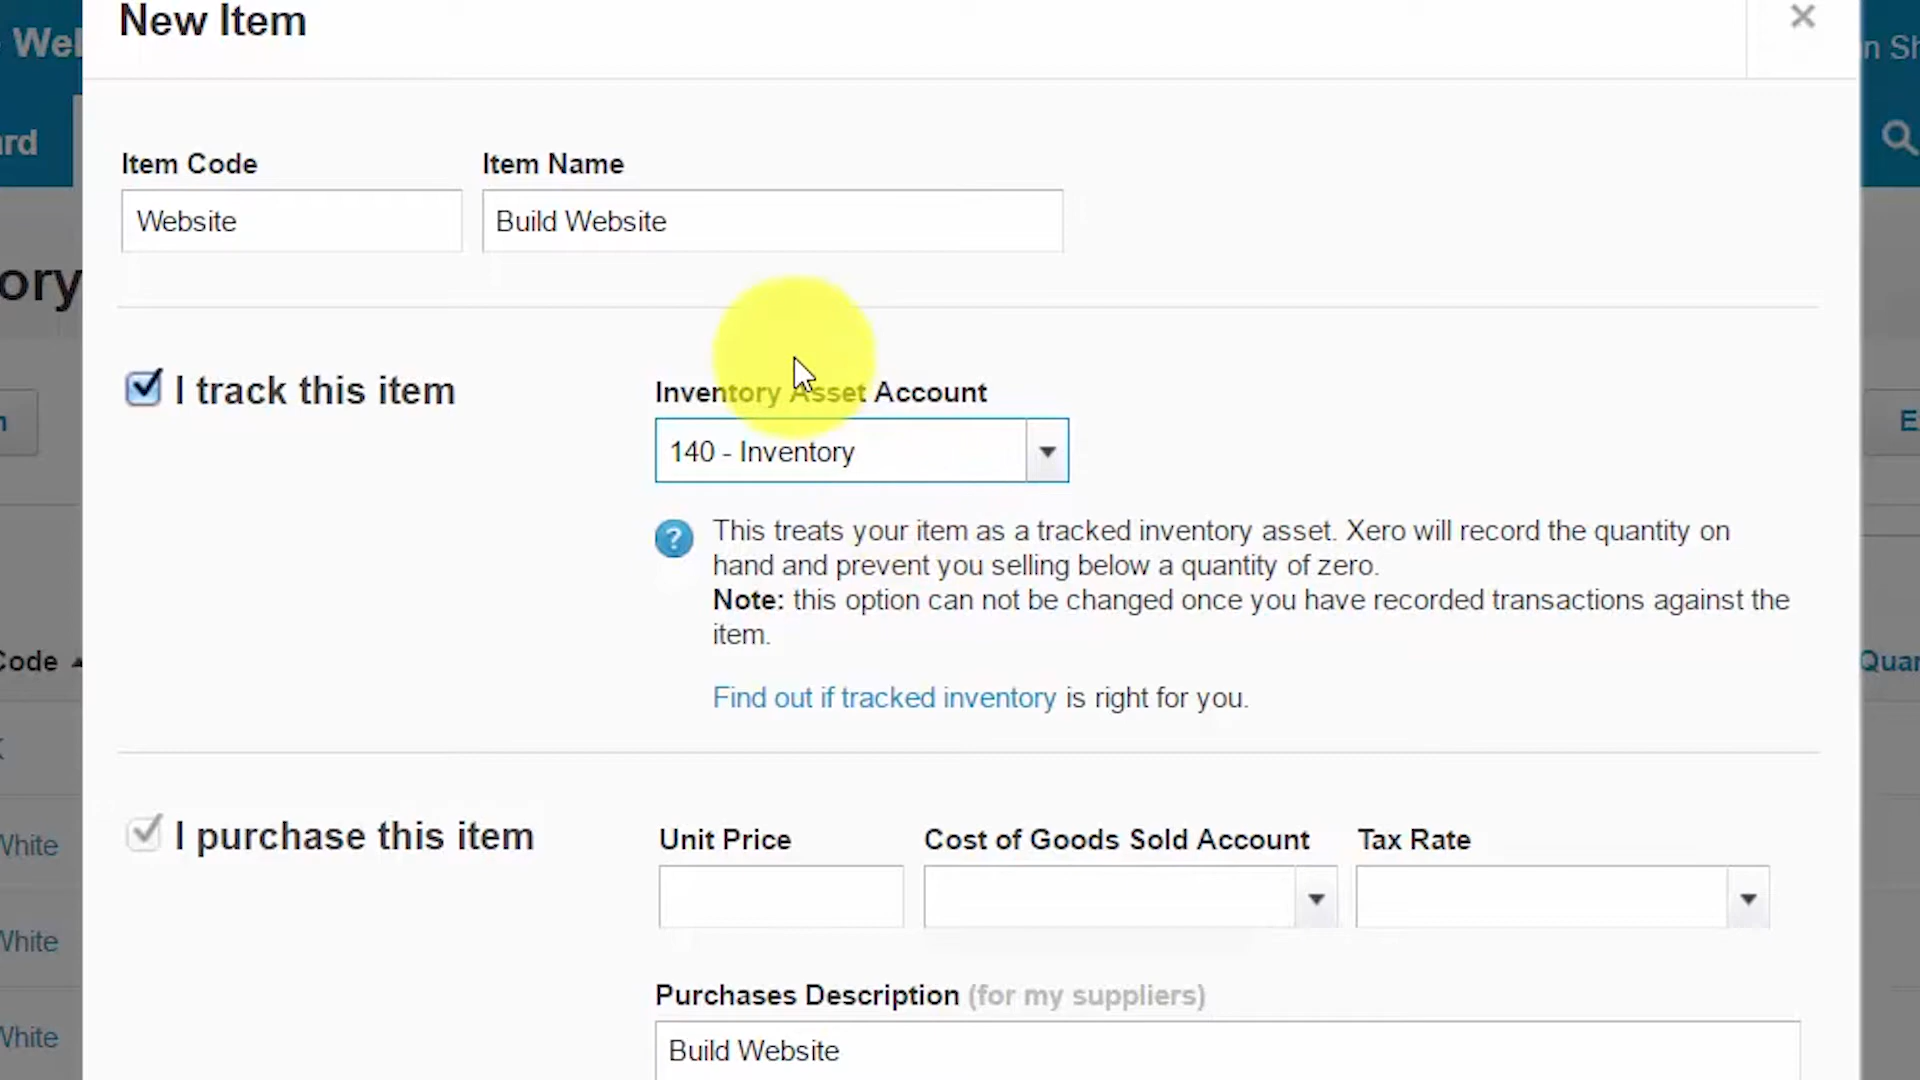 New Item
Item Code
Item Name
Website
Build Website
I track this item
Inventory Asset Account
140 - Inventory
This treats your item as a tracked inventory asset. Xero will record the quantity on
hand and prevent you selling below a quantity of zero.
Note: this option can not be changed once you have recorded transactions against the
item.
Find out if tracked inventory is right for you.
Code
I purchase this item
Unit Price
Cost of Goods Sold Account
Tax Rate
White
White
Purchases Description (for my suppliers)
White
Build Website